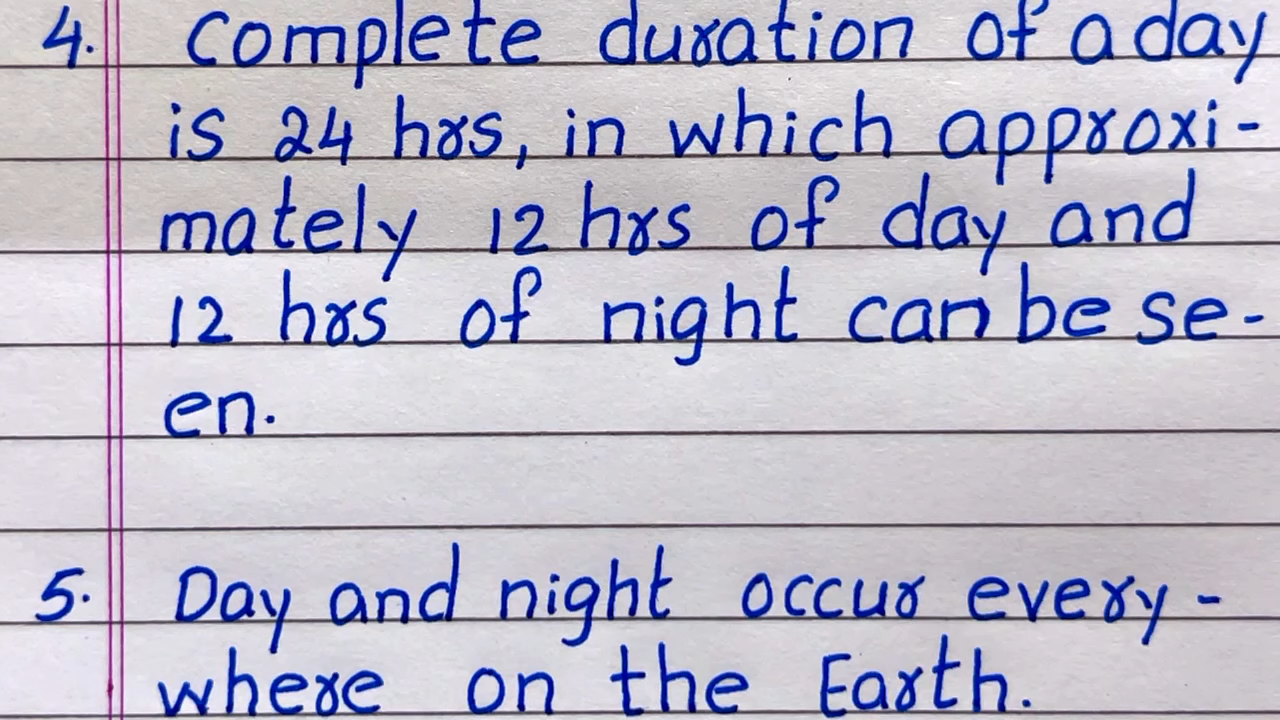 4. Complete duration of a day
is 24 hrs, in which approxi-
mately 12 hrs of day and
12 hrs of night can be se-
en.
5. Day and night occur every-
where on the Earth.